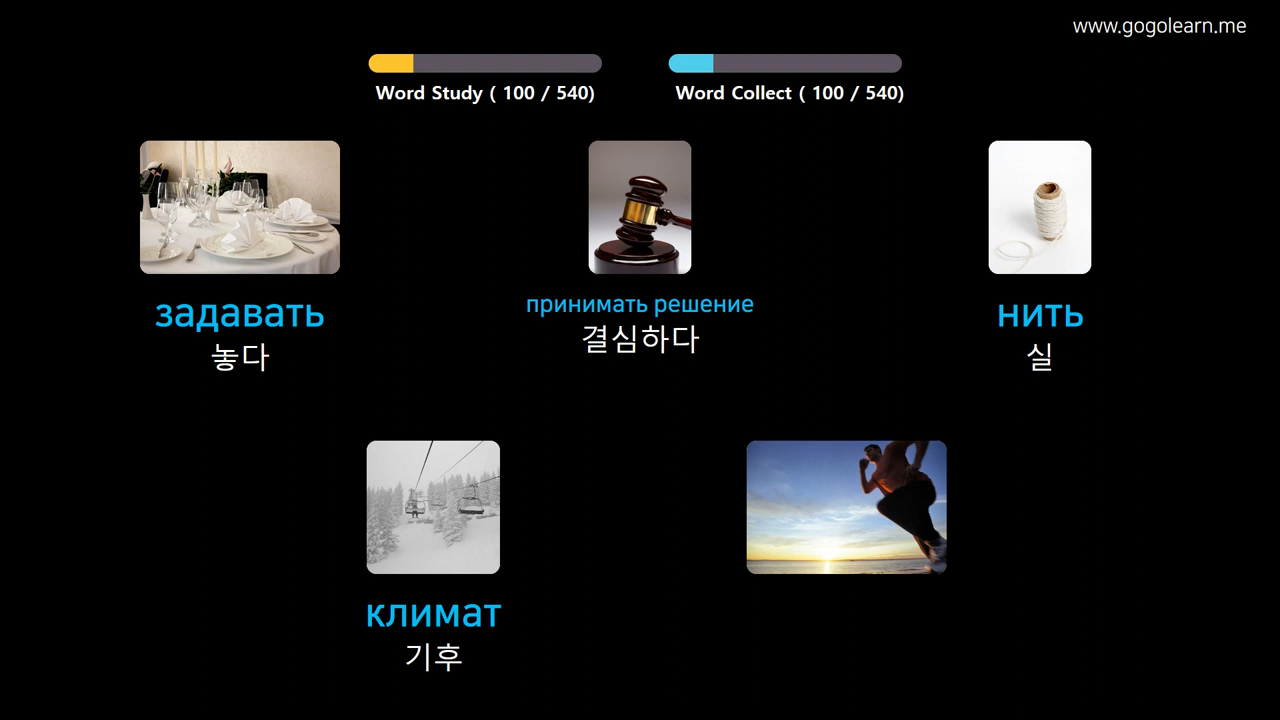 www.gogolearn.me
Word Study ( 100 / 540)
Word Collect ( 100 / 540)
задавать
놓다
принимать решение
결심하다
нить
실
климат
기후